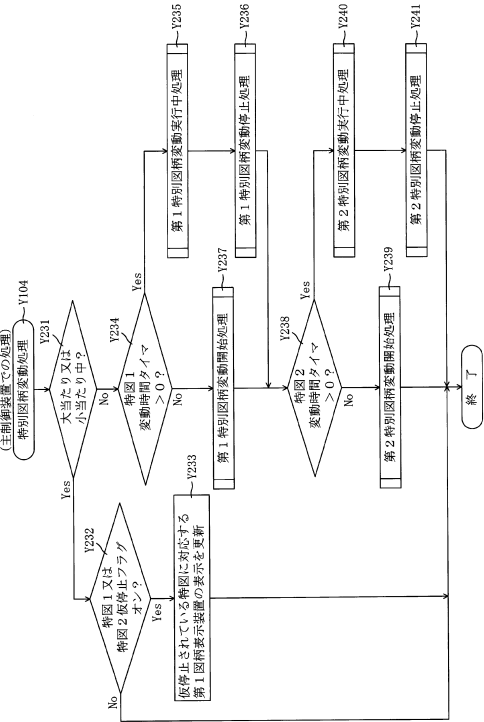 (主制御装置での処理)
特別図柄変動処理
Y104
Y231
大当たり又は
小当たり中?
Yes
No
Y232
特図1又は
特図2仮停止フラグ
オン?
No
Yes
Y233
仮停止されている特図に対応する
第1図柄表示装置の表示を更新
Y234
特図1
変動時間タイマ
>0?
Yes
No
Y235
第1特別図柄変動実行中処理
Y236
第1特別図柄変動停止処理
Y237
第1特別図柄変動開始処理
Y238
特図2
変動時間タイマ
>0?
Yes
No
Y240
第2特別図柄変動実行中処理
Y241
第2特別図柄変動停止処理
Y239
第2特別図柄変動開始処理
終了